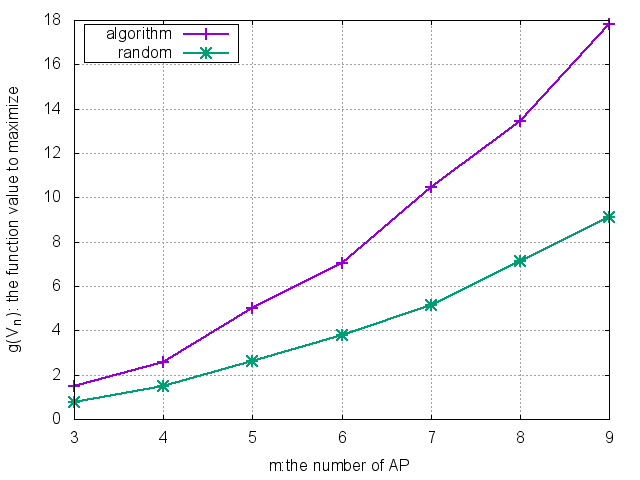 18
16
14
12
10
8
6
4
2
0
algorithm
random
g(Vn): the function value to maximize
3 4 5 6 7 8 9
m:the number of AP